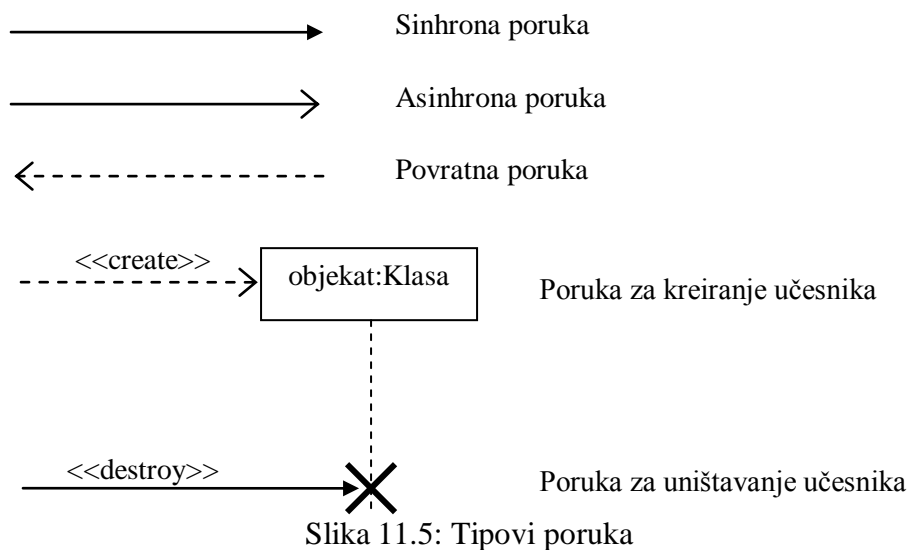 Sinhrona poruka
Asinhrona poruka
Povratna poruka
<<create>>
objekat:Klasa
Poruka za kreiranje učesnika
<<destroy>>
Poruka za uništavanje učesnika
Slika 11.5: Tipovi poruka